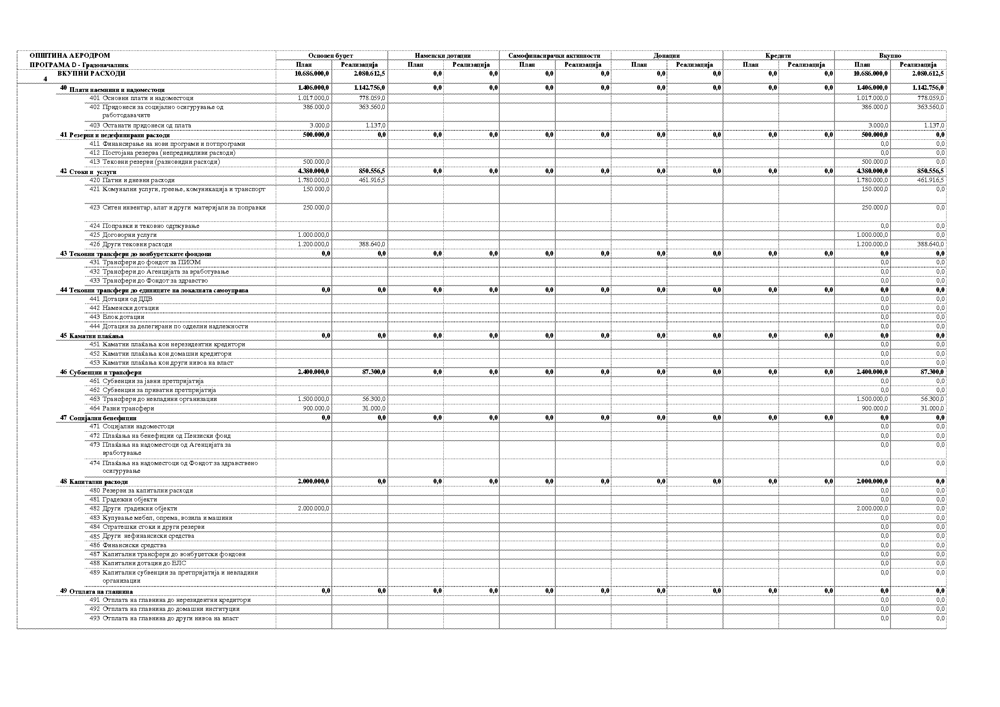 ОПШТИНА АЕРОДРОМ Основен буџет Наменски дотации Самофинасирачки активности Донации Кредити Вкупно
ПРОГРАМА D - Градоначалник План Реализација План Реализација План Реализација План Реализација План Реализација План Реализација
ВКУПНИ РАСХОДИ 10.686.000,0 2.080.612,5 0,0 0,0 0,0 0,0 0,0 0,0 0,0 0,0 10.686.000,0 2.080.612,5
4
40 Плати наемнини и надоместоци 1.406.000,0 1.142.756,0 0,0 0,0 0,0 0,0 0,0 0,0 0,0 0,0 1.406.000,0 1.142.756,0
401 Основни плати и надоместоци 1.017.000,0 778.059,0 1.017.000,0 778.059,0
402 Придонеси за социјално осигурување од 386.000,0 363.560,0 386.000,0 363.560,0
работодавачите
403 Останати придонеси од плата 3.000,0 1.137,0 3.000,0 1.137,0
41 Резерви и недефинирани расходи 500.000,0 0,0 0,0 0,0 0,0 0,0 0,0 0,0 0,0 0,0 500.000,0 0,0
411 Финансирање на нови програми и потпрограми 0,0 0,0
412 Постојана резерва (непредвидливи расходи) 0,0 0,0
413 Тековни резерви (разновидни расходи) 500.000,0 500.000,0 0,0
42 Стоки и услуги 4.380.000,0 850.556,5 0,0 0,0 0,0 0,0 0,0 0,0 0,0 0,0 4.380.000,0 850.556,5
420 Патни и дневни расходи 1.780.000,0 461.916,5 1.780.000,0 461.916,5
421 Комунални услуги, греење, комуникација и транспорт 150.000,0 150.000,0 0,0
423 Ситен инвентар, алат и други материјали за поправки 250.000,0 250.000,0 0,0
424 Поправки и тековно одржување 0,0 0,0
425 Договорни услуги 1.000.000,0 1.000.000,0 0,0
426 Други тековни расходи 1.200.000,0 388.640,0 1.200.000,0 388.640,0
43 Тековни трансфери до вонбуџетските фондови 0,0 0,0 0,0 0,0 0,0 0,0 0,0 0,0 0,0 0,0 0,0 0,0
431 Трансфери до фондот за ПИОМ 0,0 0,0
432 Трансфери до Агенцијата за вработување 0,0 0,0
433 Трансфери до Фондот за здравство 0,0 0,0
44 Тековни трансфери до единиците на локалната самоуправа 0,0 0,0 0,0 0,0 0,0 0,0 0,0 0,0 0,0 0,0 0,0 0,0
441 Дотации од ДДВ 0,0 0,0
442 Наменски дотации 0,0 0,0
443 Блок дотации 0,0 0,0
444 Дотации за делегирани по одделни надлежности 0,0 0,0
45 Каматни плаќања 0,0 0,0 0,0 0,0 0,0 0,0 0,0 0,0 0,0 0,0 0,0 0,0
451 Каматни плаќања кон нерезидентни кредитори 0,0 0,0
452 Каматни плаќања кон домашни кредитори 0,0 0,0
453 Каматни плаќања кон други нивоа на власт 0,0 0,0
46 Субвенции и трансфери 2.400.000,0 87.300,0 0,0 0,0 0,0 0,0 0,0 0,0 0,0 0,0 2.400.000,0 87.300,0
461 Субвенции за јавни претпријатија 0,0 0,0
462 Субвенции за приватни претпријатија 0,0 0,0
463 Трансфери до невладини организации 1.500.000,0 56.300,0 1.500.000,0 56.300,0
464 Разни трансфери 900.000,0 31.000,0 900.000,0 31.000,0
47 Социјални бенефиции 0,0 0,0 0,0 0,0 0,0 0,0 0,0 0,0 0,0 0,0 0,0 0,0
471 Социјални надоместоци 0,0 0,0
472 Плаќања на бенефиции од Пензиски фонд 0,0 0,0
473 Плаќања на надоместоци од Агенцијата за 0,0 0,0
вработување
474 Плаќања на надоместоци од Фондот за здравствено 0,0 0,0
осигурување
48 Капитални расходи 2.000.000,0 0,0 0,0 0,0 0,0 0,0 0,0 0,0 0,0 0,0 2.000.000,0 0,0
480 Резерви за капитални расходи 0,0 0,0
481 Градежни објекти 0,0 0,0
482 Други градежни објекти 2.000.000,0 2.000.000,0 0,0
483 Купување мебел, опрема, возила и машини 0,0 0,0
484 Стратешки стоки и други резерви 0,0 0,0
485 Други нефинансиски средства 0,0 0,0
486 Финансиски средства 0,0 0,0
487 Капитални трансфери до вонбуџетски фондови 0,0 0,0
488 Капитални дотации до ЕЛС 0,0 0,0
489 Капитални субвенции за претпријатија и невладини 0,0 0,0
организации
49 Отплата на главнина 0,0 0,0 0,0 0,0 0,0 0,0 0,0 0,0 0,0 0,0 0,0 0,0
491 Отплата на главнина до нерезидентни кредитори 0,0 0,0
492 Отплата на главнина до домашни институции 0,0 0,0
493 Отплата на главнина до други нивоа на власт 0,0 0,0